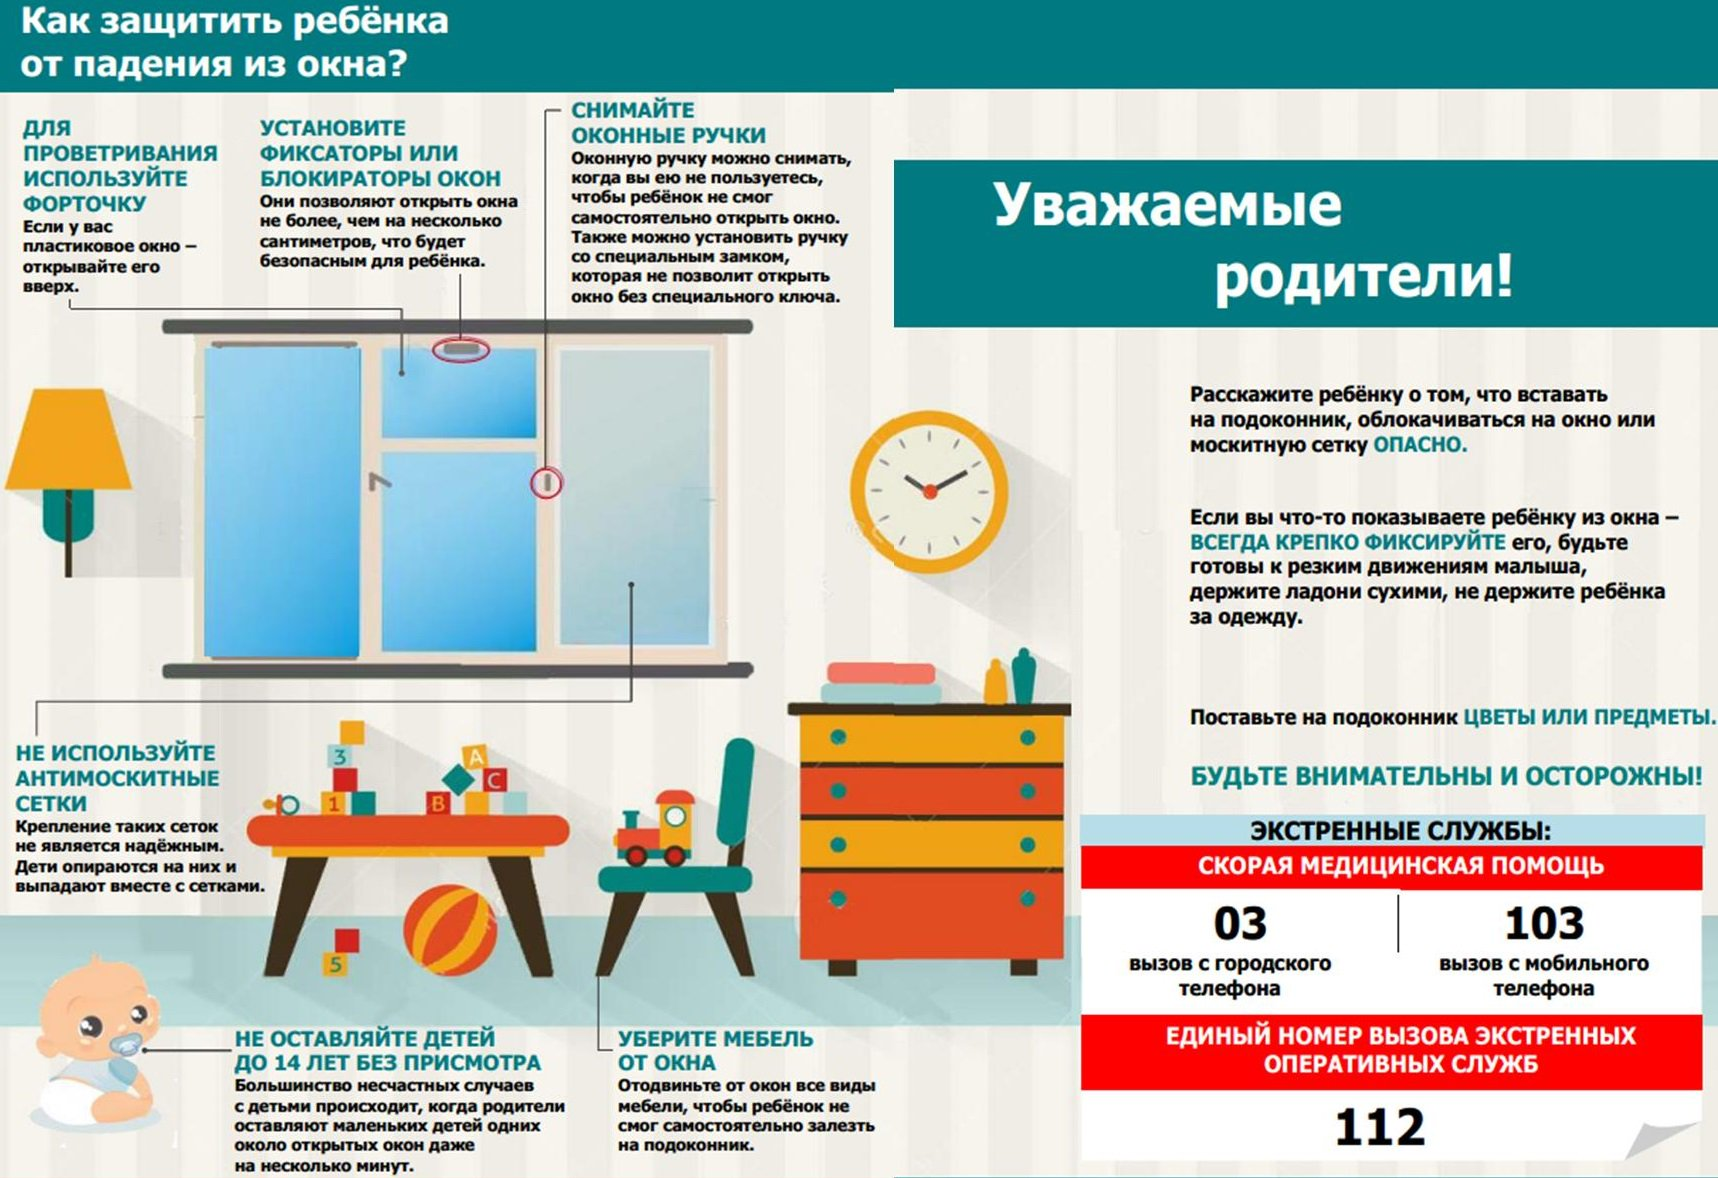 Как защитить ребёнка
от падения из окна?
ДЛЯ
ПРОВЕТРИВАНИЯ
ИСПОЛЬЗУЙТЕ
ФОРТОЧКУ
Если у вас
пластиковое окно –
открывайте его
вверх.
УСТАНОВИТЕ
ФИКСАТОРЫ ИЛИ
БЛОКИРАТОРЫ ОКОН
Они позволяют открыть окна
не более, чем на несколько
сантиметров, что будет
безопасным для ребёнка.
СНИМАЙТЕ
ОКОННЫЕ РУЧКИ
Оконную ручку можно снимать,
когда вы ею не пользуетесь,
чтобы ребёнок не смог
самостоятельно открыть окно.
Также можно установить ручку
со специальным замком,
которая не позволит открыть
окно без специального ключа.
НЕ ИСПОЛЬЗУЙТЕ
АНТИМОСКИТНЫЕ
СЕТКИ
Крепление таких сеток
не является надёжным.
Дети опираются на них и
выпадают вместе с сетками.
3
1
A
C
B
5
НЕ ОСТАВЛЯЙТЕ ДЕТЕЙ
ДО 14 ЛЕТ БЕЗ ПРИСМОТРА
Большинство несчастных случаев
с детьми происходит, когда родители
оставляют маленьких детей одних
около открытых окон даже
на несколько минут.
УБЕРИТЕ МЕБЕЛЬ
ОТ ОКНА
Отодвиньте от окон все виды
мебели, чтобы ребёнок не
смог самостоятельно залезть
на подоконник.
Уважаемые
родители!
Расскажите ребёнку о том, что вставать
на подоконник, облокачиваться на окно или
москитную сетку ОПАСНО.
Если вы что-то показываете ребёнку из окна –
ВСЕГДА КРЕПКО ФИКСИРУЙТЕ его, будьте
готовы к резким движениям малыша,
держите ладони сухими, не держите ребёнка
за одежду.
Поставьте на подоконник ЦВЕТЫ ИЛИ ПРЕДМЕТЫ.
БУДЬТЕ ВНИМАТЕЛЬНЫ И ОСТОРОЖНЫ!
ЭКСТРЕННЫЕ СЛУЖБЫ:
СКОРАЯ МЕДИЦИНСКАЯ ПОМОЩЬ
03
вызов с городского
телефона
103
вызов с мобильного
телефона
ЕДИНЫЙ НОМЕР ВЫЗОВА ЭКСТРЕННЫХ
ОПЕРАТИВНЫХ СЛУЖБ
112